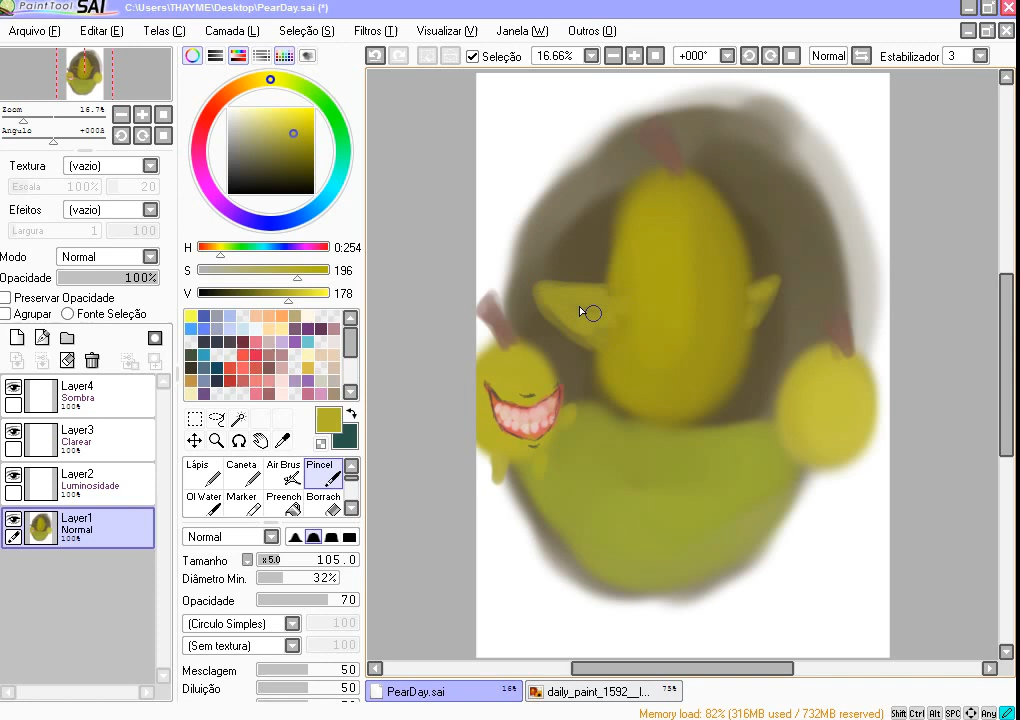 PaintTool SAI C:\Users\THAYME\Desktop\PearDay.sai (*)
Arquivo (F) Editar (E) Telas (C) Camada (L) Seleção (S) Filtros (T) Visualizar (V) Janela (W) Outros (O)
Seleção 16.66% +000° Normal Estabilizador 3
Zoom 16.7%
Angulo +000°
Textura (vazio)
Escala 100% 20
Efeitos (vazio)
Largura 1 100
Modo Normal
Opacidade 100%
Preservar Opacidade
Agrupar Fonte Seleção
Layer4
Sombra
100%
Layer3
Clarear
100%
Layer2
Luminosidade
100%
Layer1
Normal
100%
H 0:254
S 196
V 178
Lápis Caneta Air Brus Pincel
Ol Water Marker Preench Borrach
Normal
Tamanho x 5.0 105.0
Diâmetro Min. 32%
Opacidade 70
(Circulo Simples) 100
(Sem textura) 100
Mesclagem 50
Diluição 50
PearDay.sai 16% daily_paint_1592__l... 75%
Memory load: 82% (316MB used / 732MB reserved) Shift Ctrl Alt SPC Any